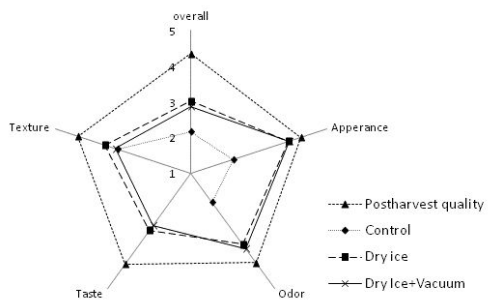 overall
5
4
3
2
1
Texture
Apperance
Taste
Odor
Postharvest quality
Control
Dry ice
Dry Ice+Vacuum